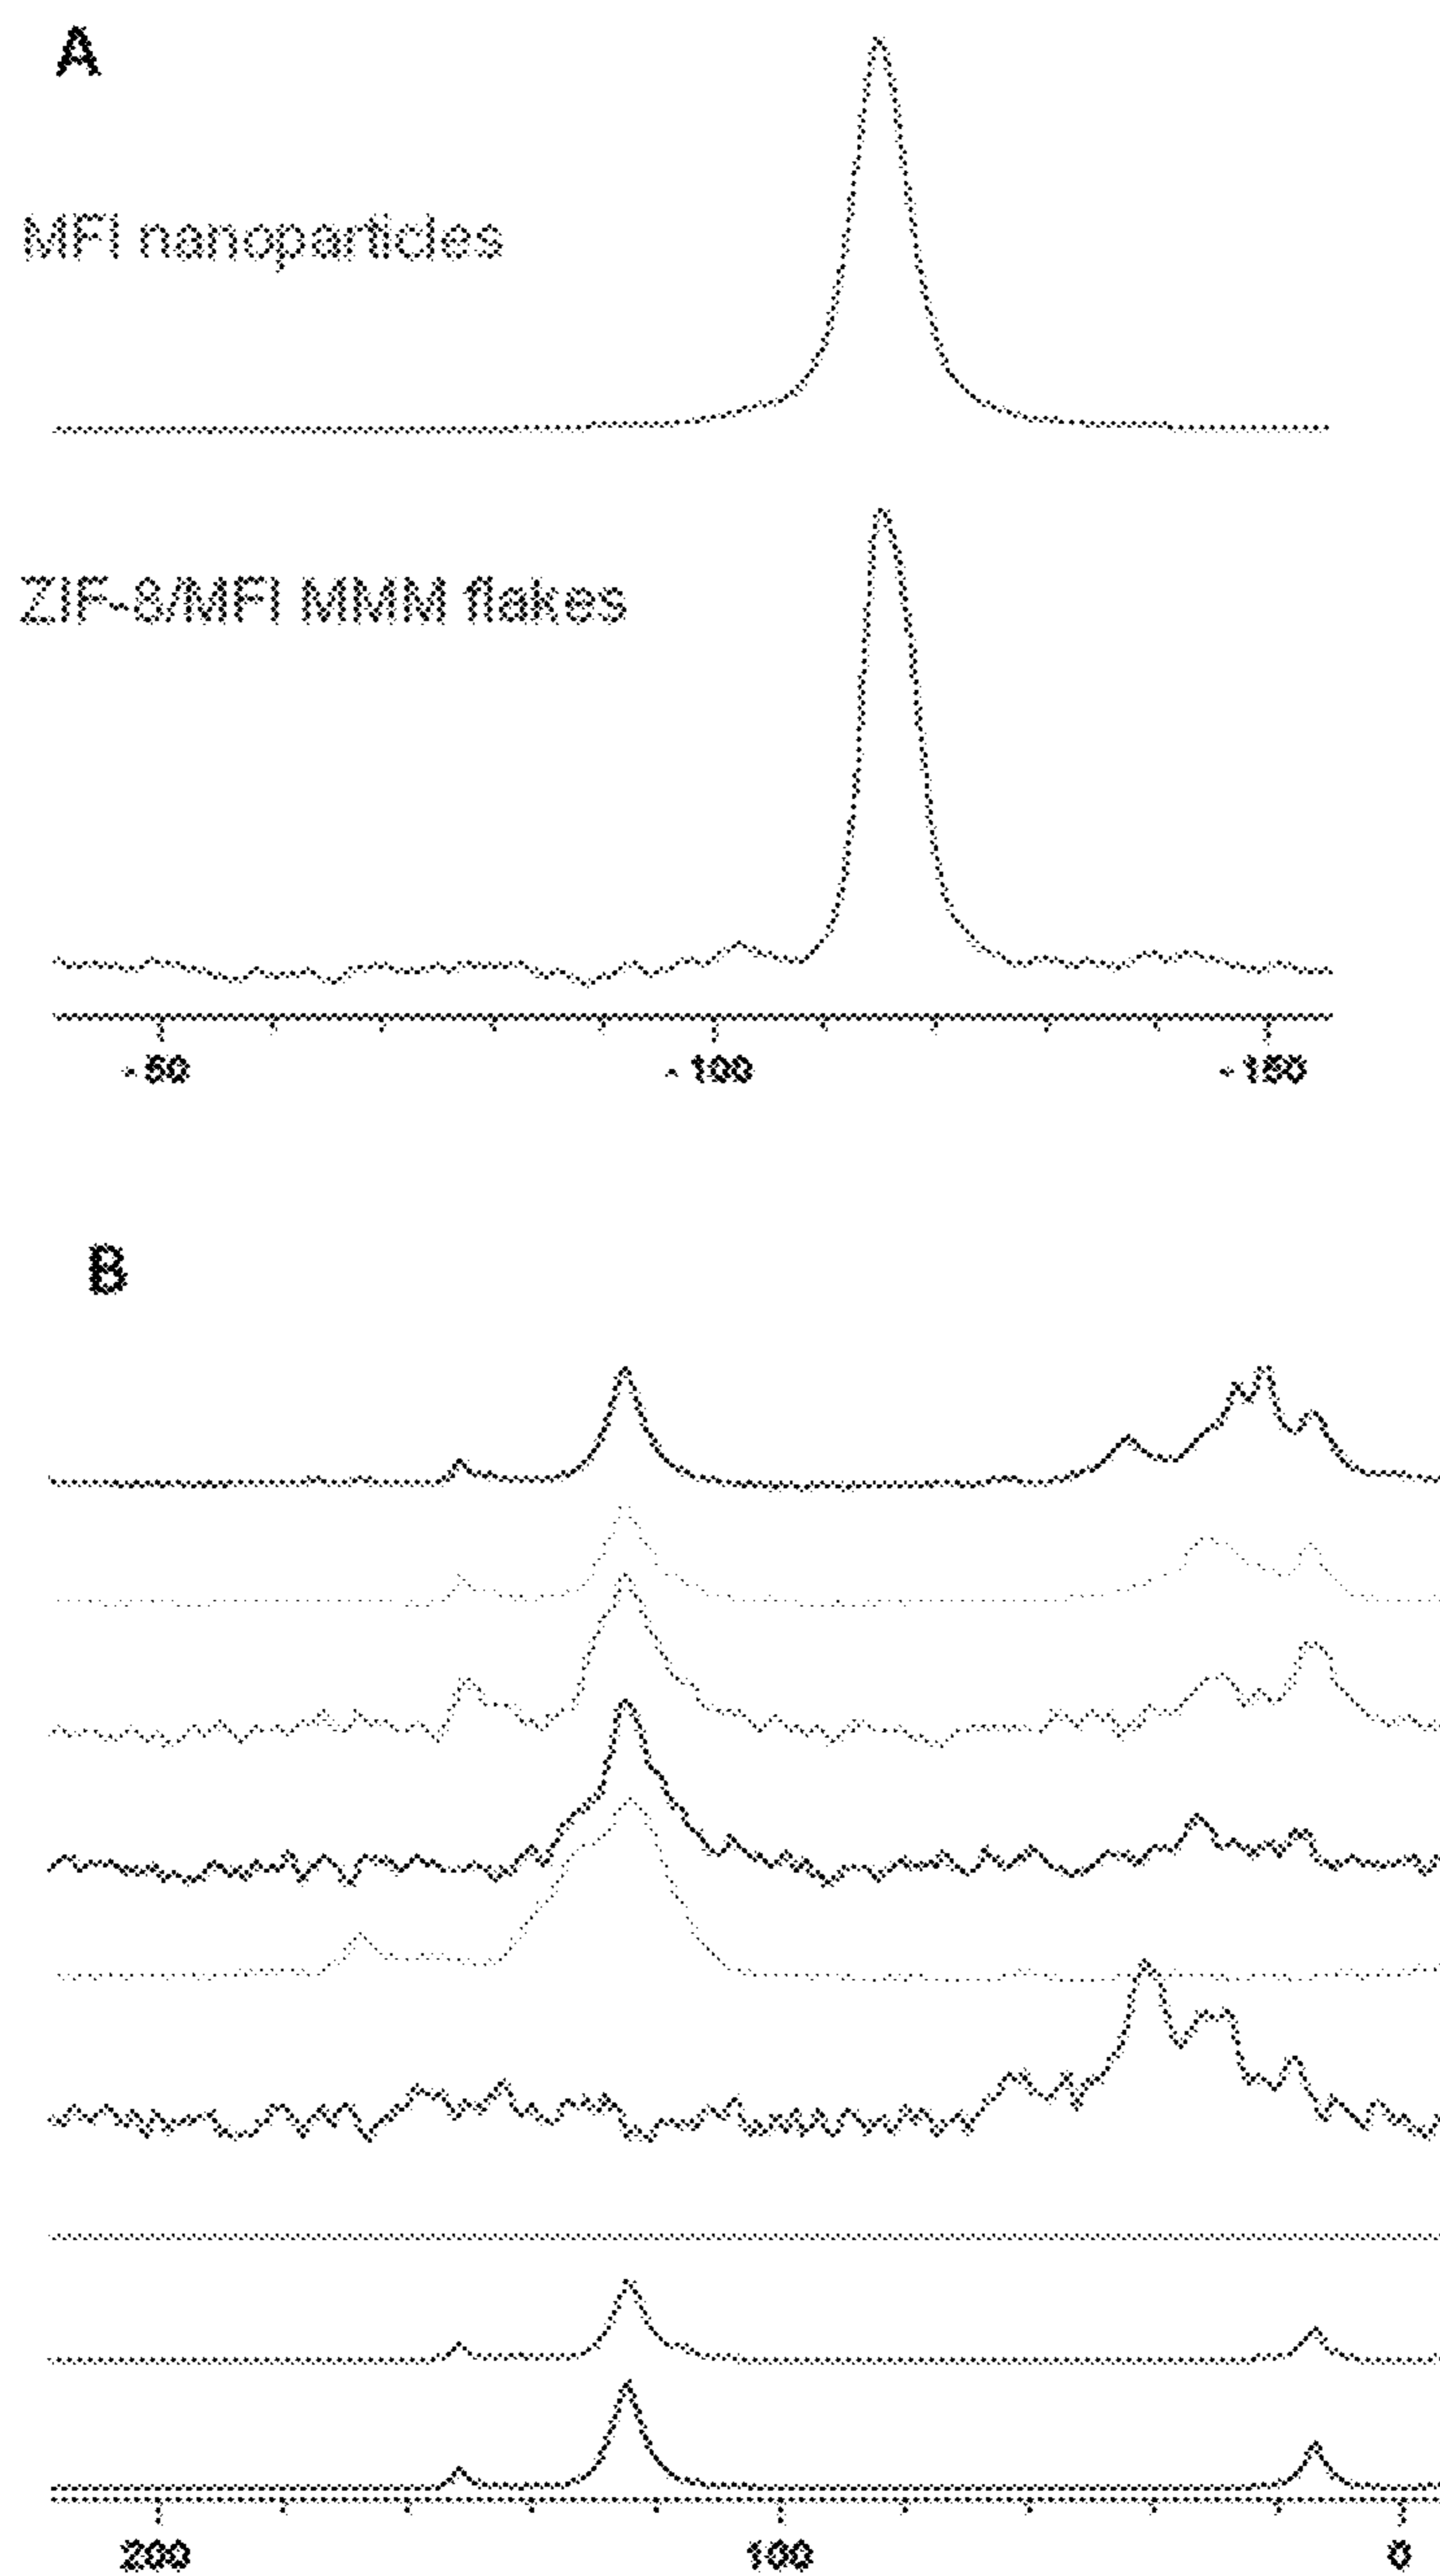 A
MFI nanoparticles
ZIF-8/MFI MMM flakes
-50 -100 -150
B
200 100 0